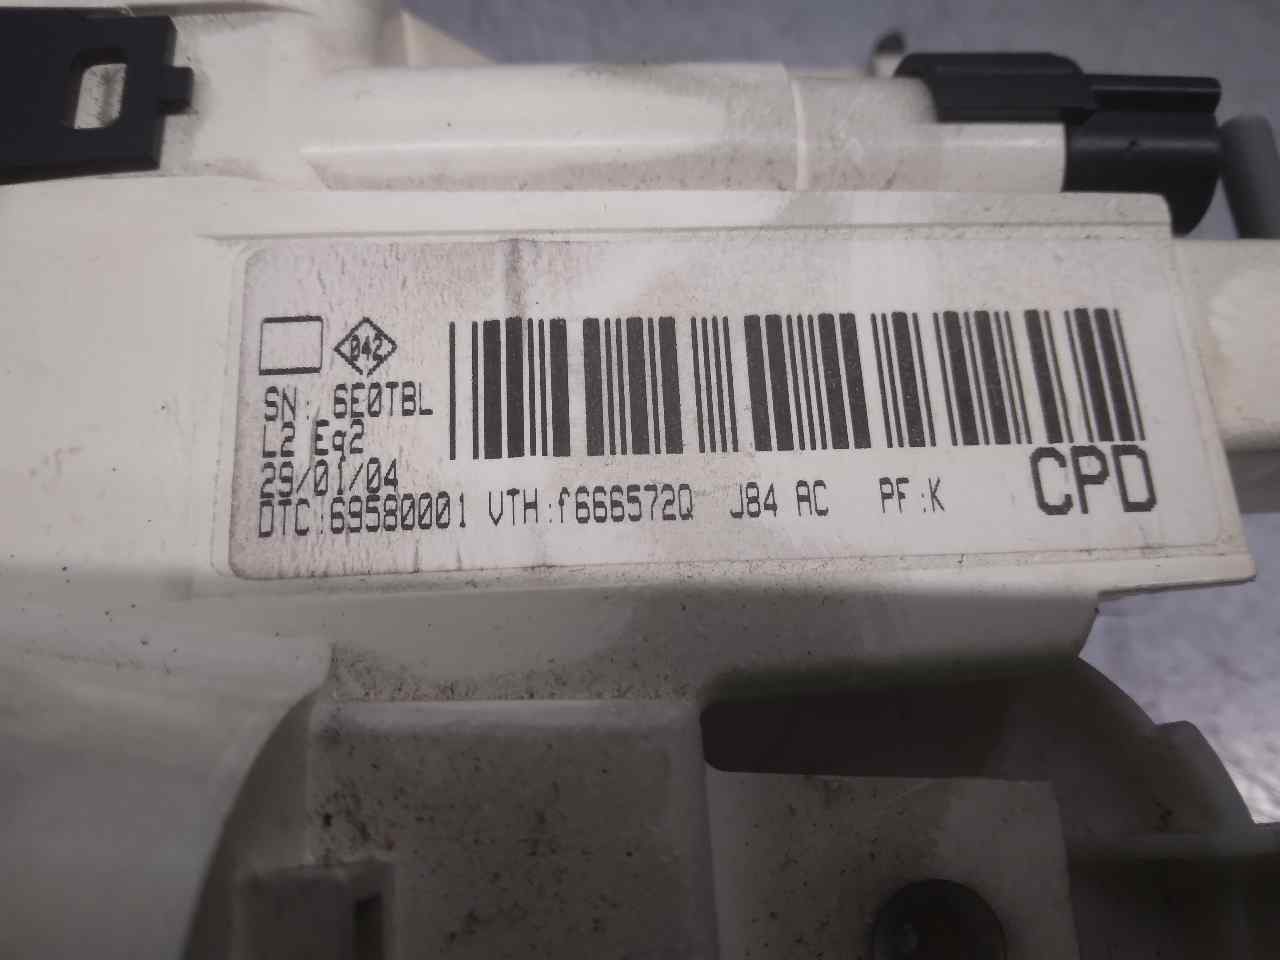 042
SN: 6E0TBL
L2 Eq2
29/01/04
DTC:69580001 VTH:f666572Q J84 AC PF:K CPD